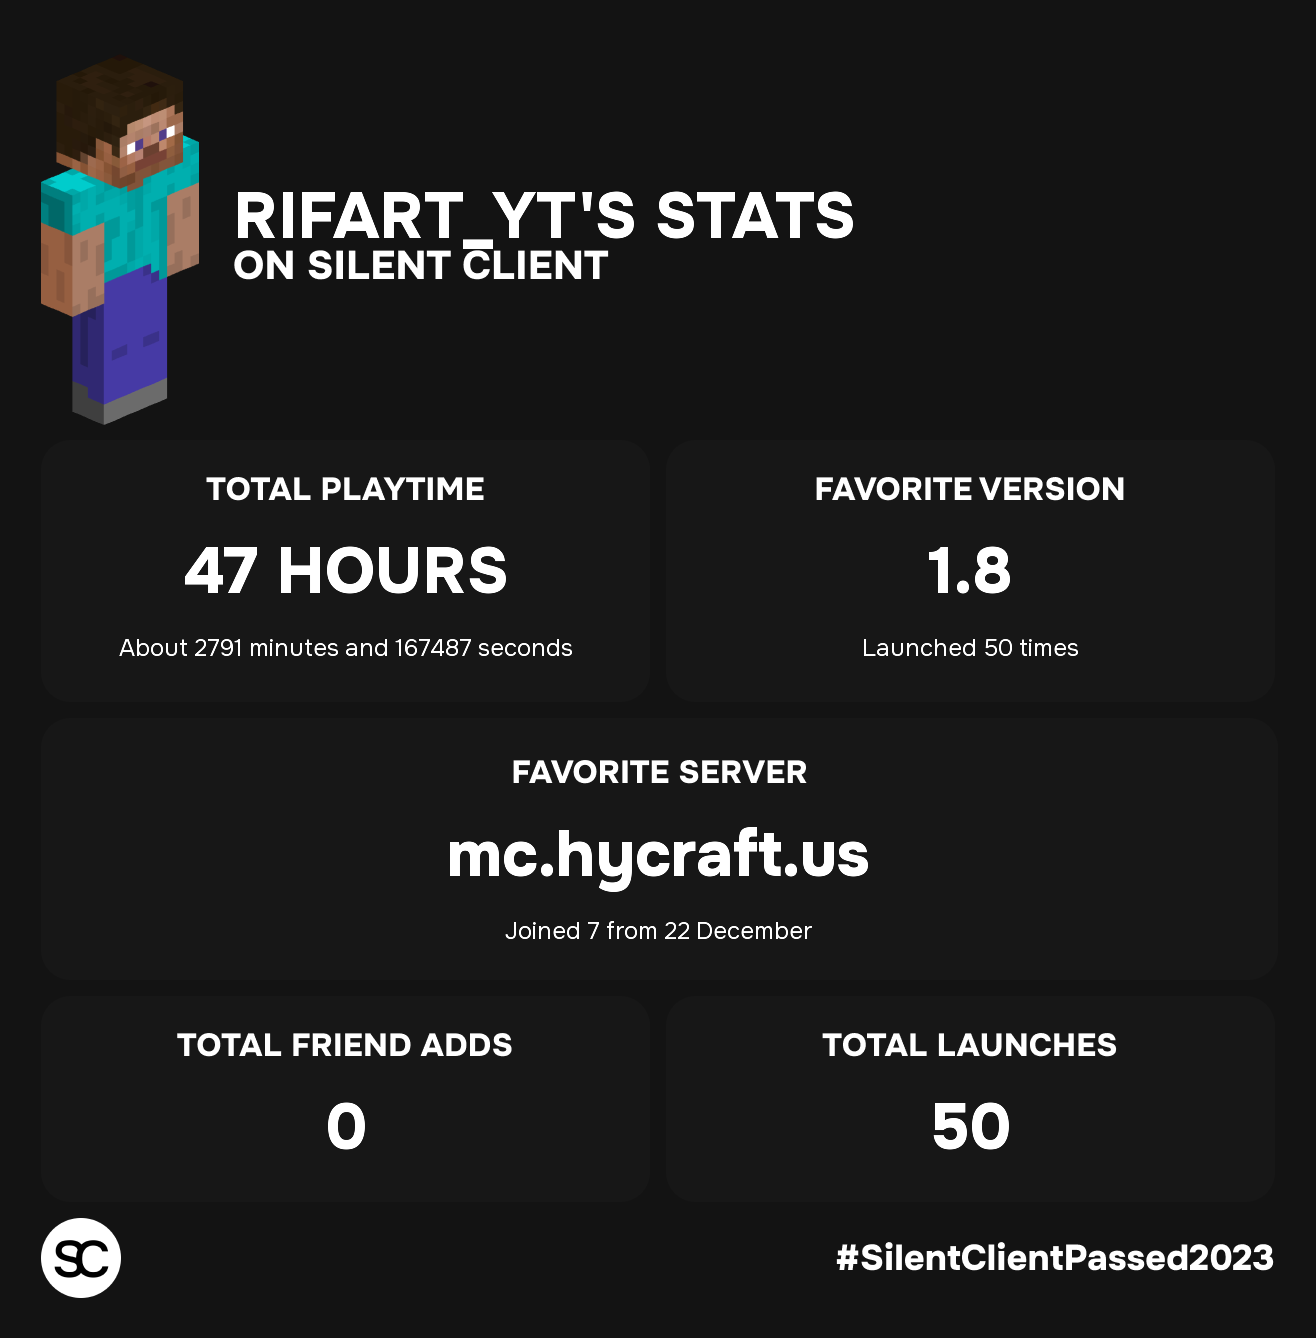 RIFART_YT'S STATS
ON SILENT CLIENT
TOTAL PLAYTIME
47 HOURS
About 2791 minutes and 167487 seconds
FAVORITE VERSION
1.8
Launched 50 times
FAVORITE SERVER
mc.hycraft.us
Joined 7 from 22 December
TOTAL FRIEND ADDS
0
TOTAL LAUNCHES
50
SC
#SilentClientPassed2023